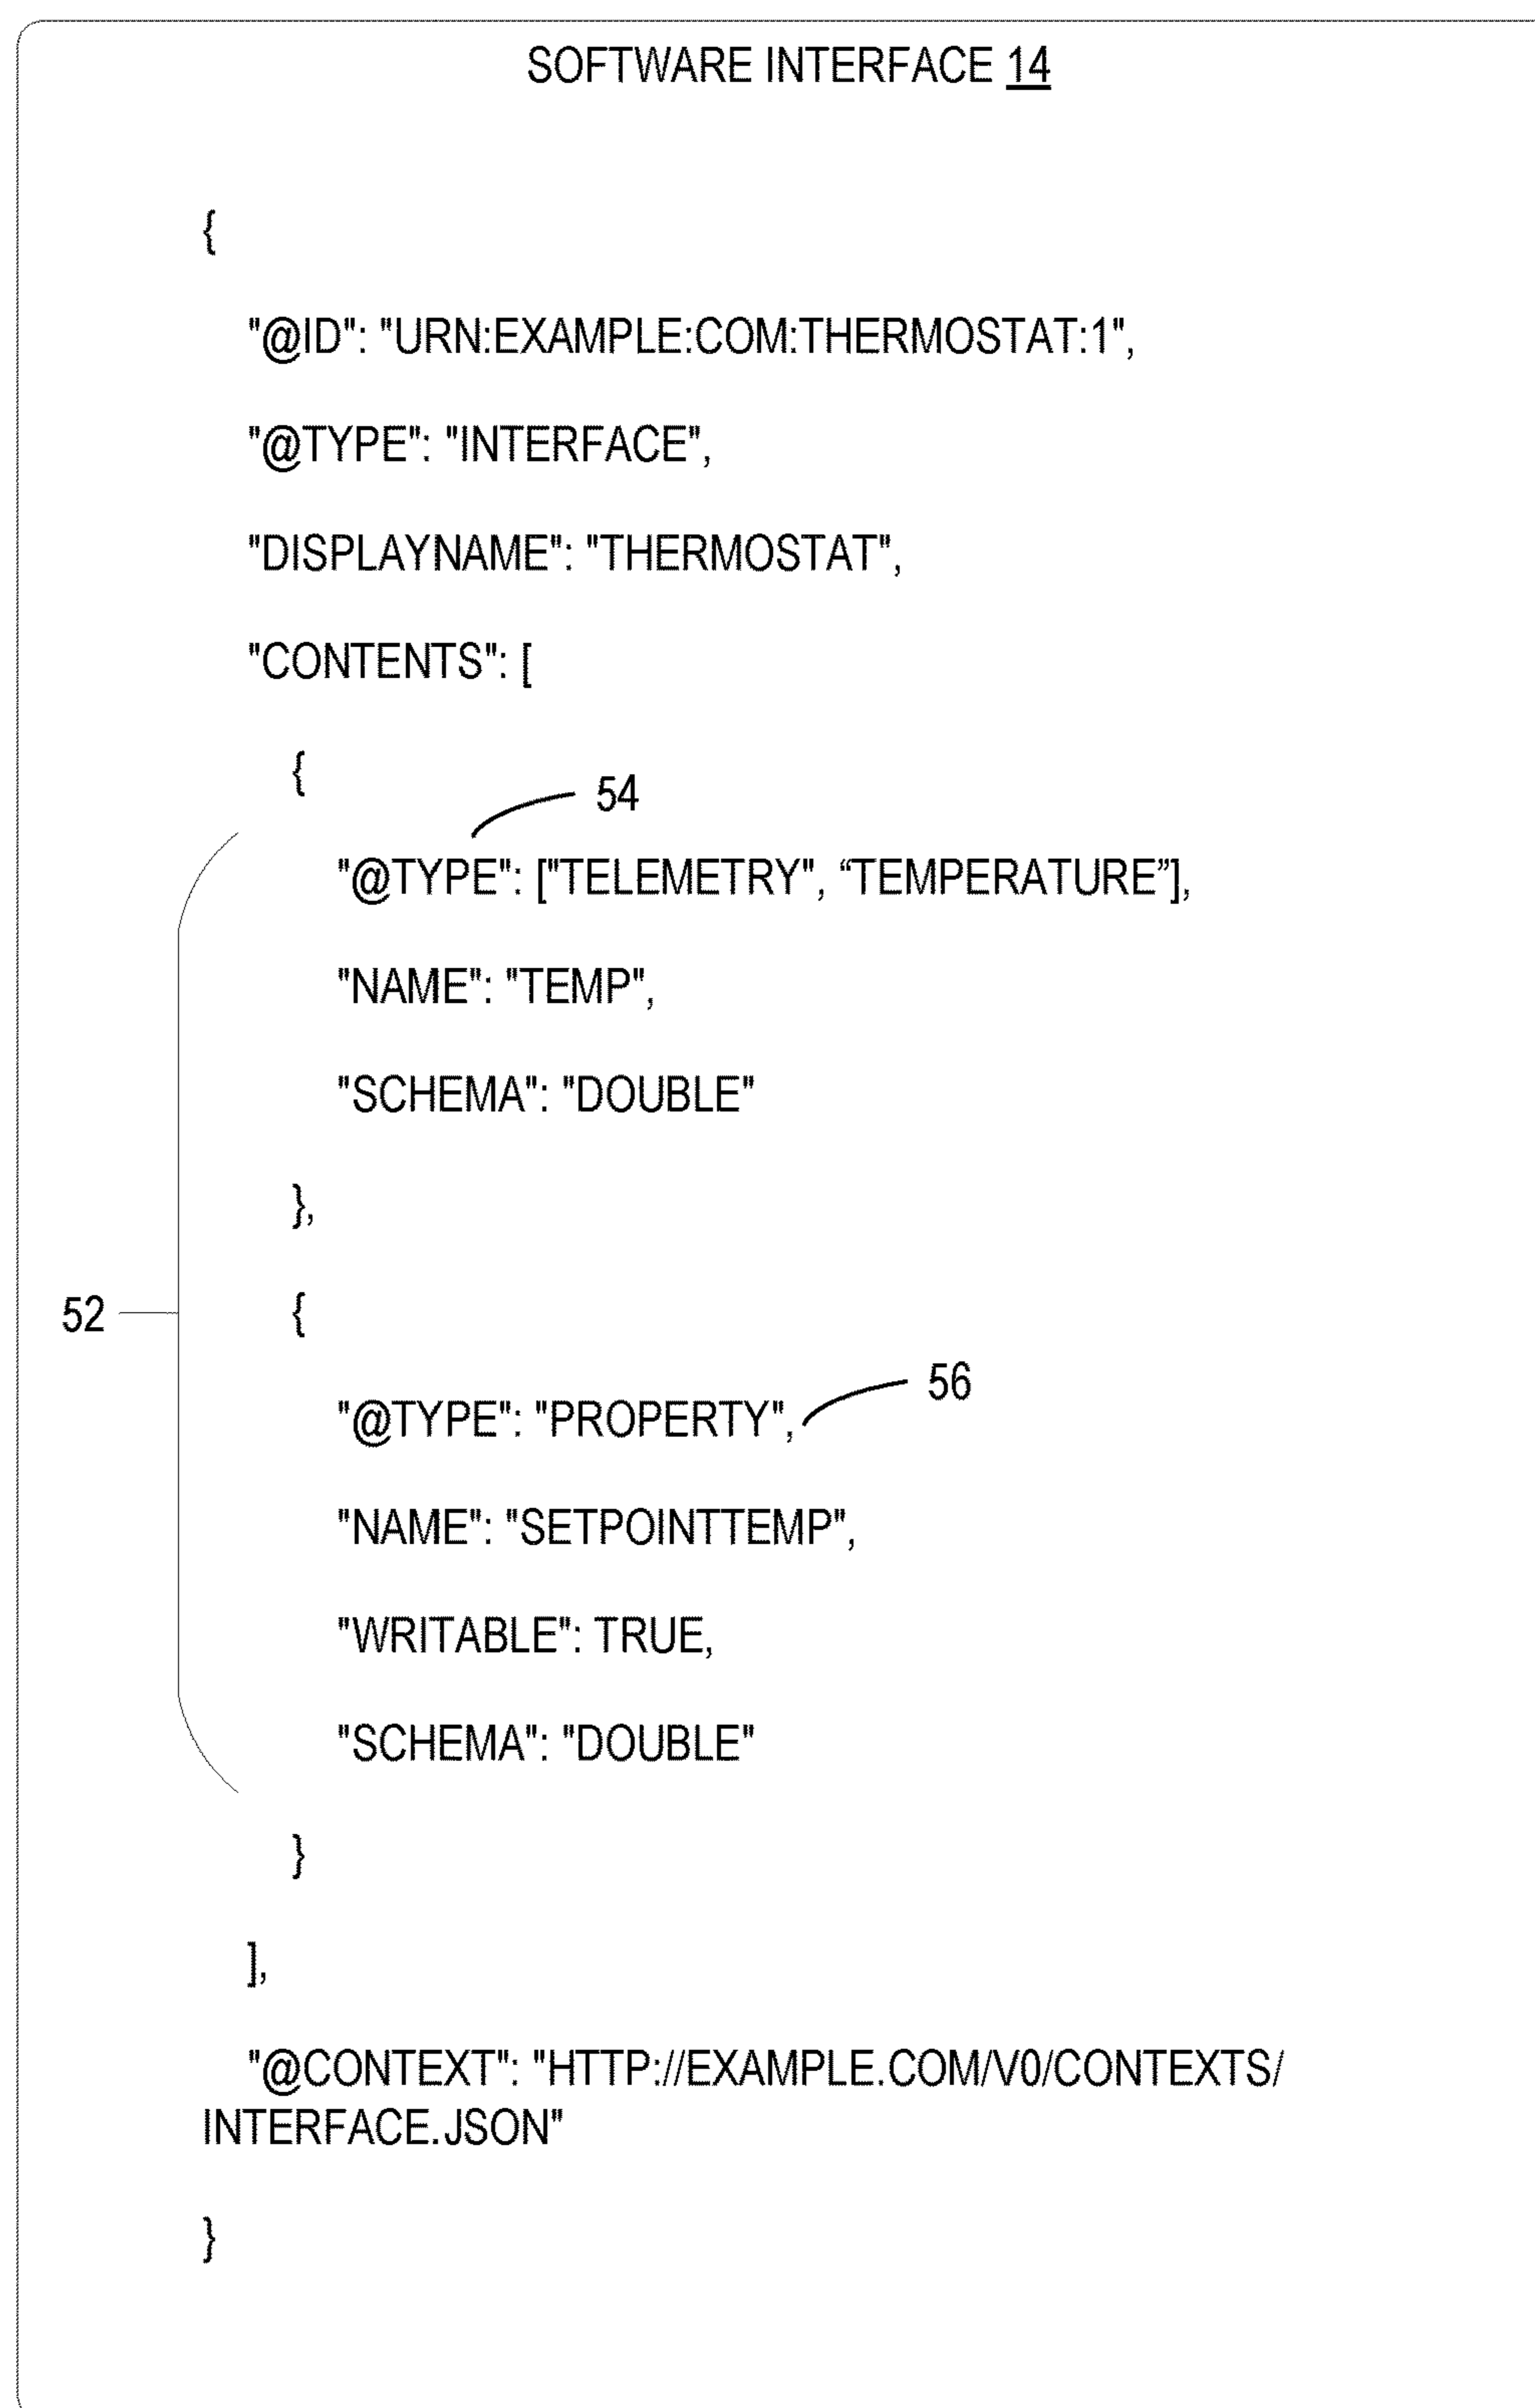 SOFTWARE INTERFACE 14
{
"@ID": "URN:EXAMPLE:COM:THERMOSTAT:1",
"@TYPE": "INTERFACE",
"DISPLAYNAME": "THERMOSTAT",
"CONTENTS": [
{
54
"@TYPE": ["TELEMETRY", “TEMPERATURE”],
"NAME": "TEMP",
"SCHEMA": "DOUBLE"
},
52
{
56
"@TYPE": "PROPERTY",
"NAME": "SETPOINTTEMP",
"WRITABLE": TRUE,
"SCHEMA": "DOUBLE"
}
],
"@CONTEXT": "HTTP://EXAMPLE.COM/V0/CONTEXTS/
INTERFACE.JSON"
}